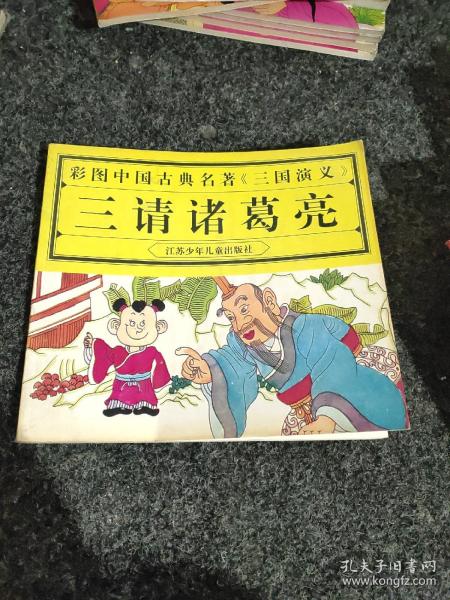 彩图中国古典名著《三国演义》
三请诸葛亮
江苏少年儿童出版社
孔夫子旧书网
www.kongfz.com